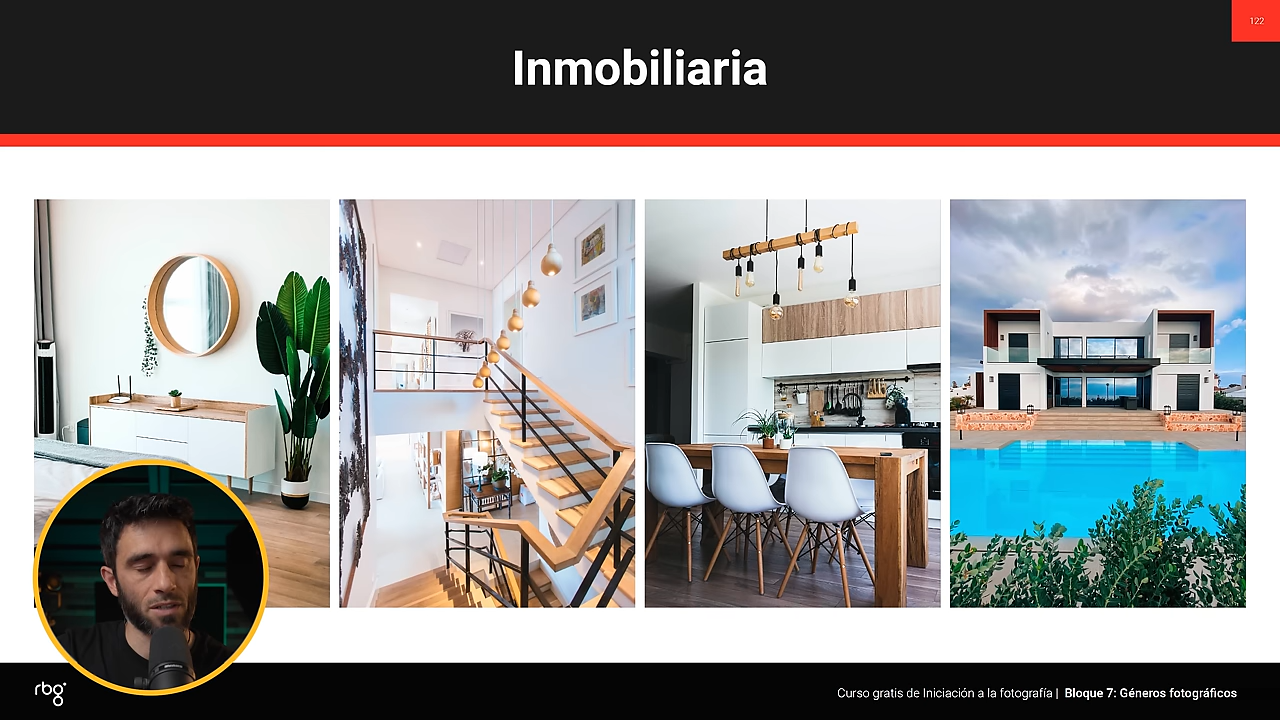 122
Inmobiliaria
rbg
Curso gratis de Iniciación a la fotografía | Bloque 7: Géneros fotográficos